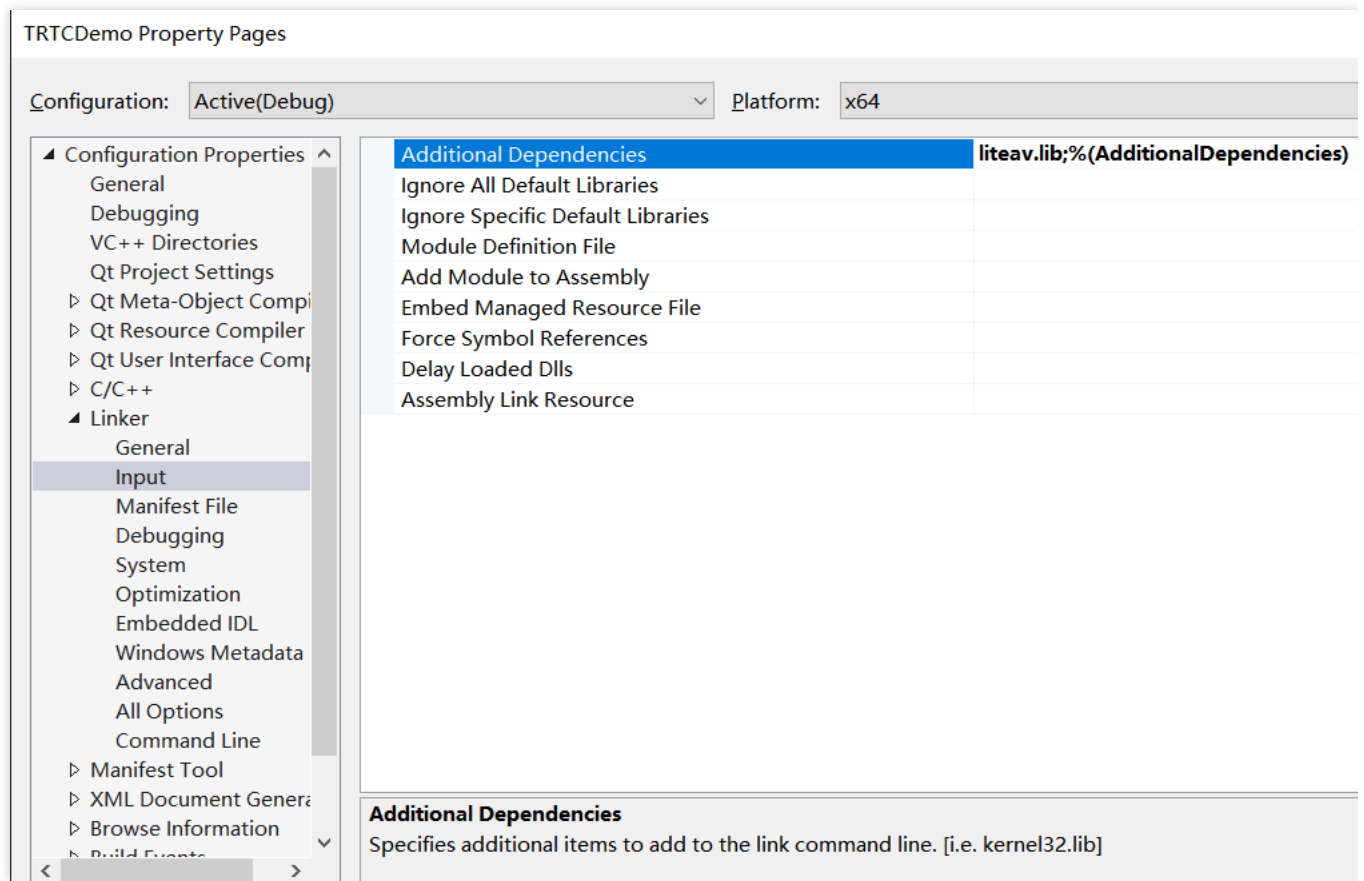 TRTCDemo Property Pages
Configuration: Active(Debug) Platform: x64
Configuration Properties
General
Debugging
VC++ Directories
Qt Project Settings
Qt Meta-Object Compi
Qt Resource Compiler
Qt User Interface Comp
C/C++
Linker
General
Input
Manifest File
Debugging
System
Optimization
Embedded IDL
Windows Metadata
Advanced
All Options
Command Line
Manifest Tool
XML Document Genera
Browse Information
Build Events
Additional Dependencies liteav.lib;%(AdditionalDependencies)
Ignore All Default Libraries
Ignore Specific Default Libraries
Module Definition File
Add Module to Assembly
Embed Managed Resource File
Force Symbol References
Delay Loaded Dlls
Assembly Link Resource
Additional Dependencies
Specifies additional items to add to the link command line. [i.e. kernel32.lib]